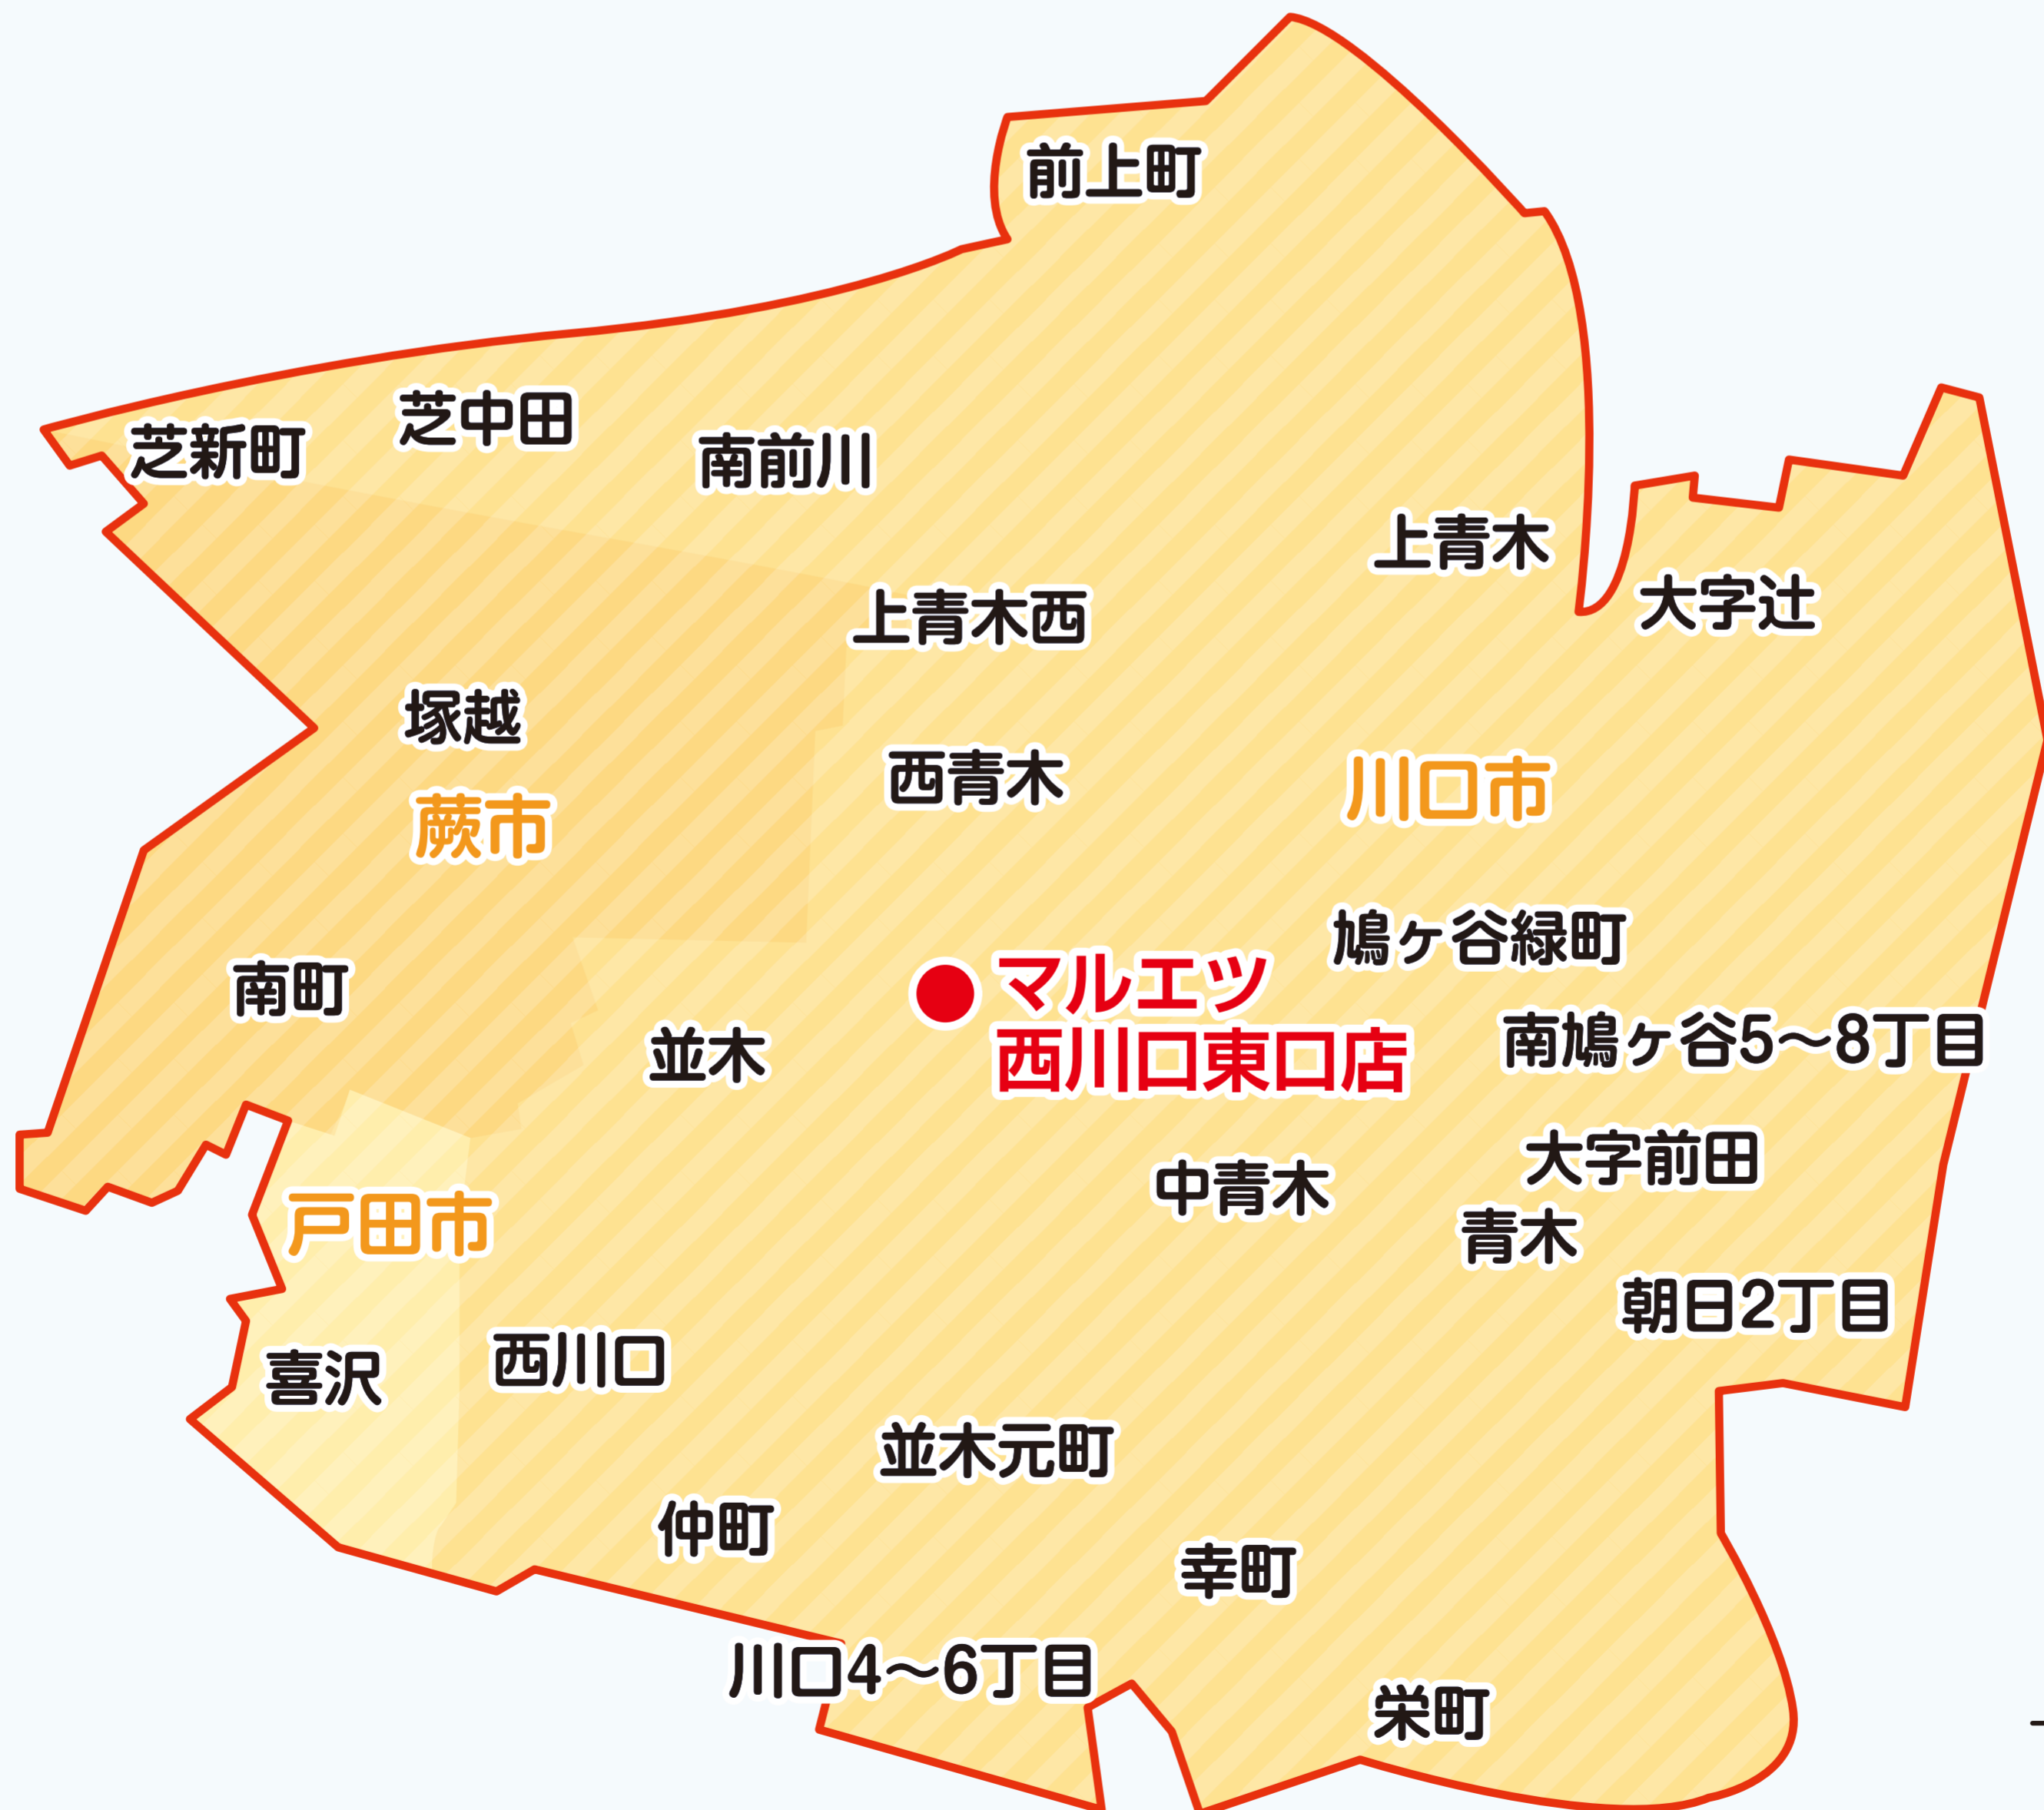 前上町
芝中田
芝新町
南前川
上青木
大字辻
上青木西
塚越
西青木
川口市
蕨市
鳩ヶ谷緑町
南町
マルエツ
西川口東口店
南鳩ヶ谷5～8丁目
並木
大字前田
中青木
戸田市
青木
朝日2丁目
西川口
喜沢
並木元町
仲町
幸町
川口4～6丁目
栄町